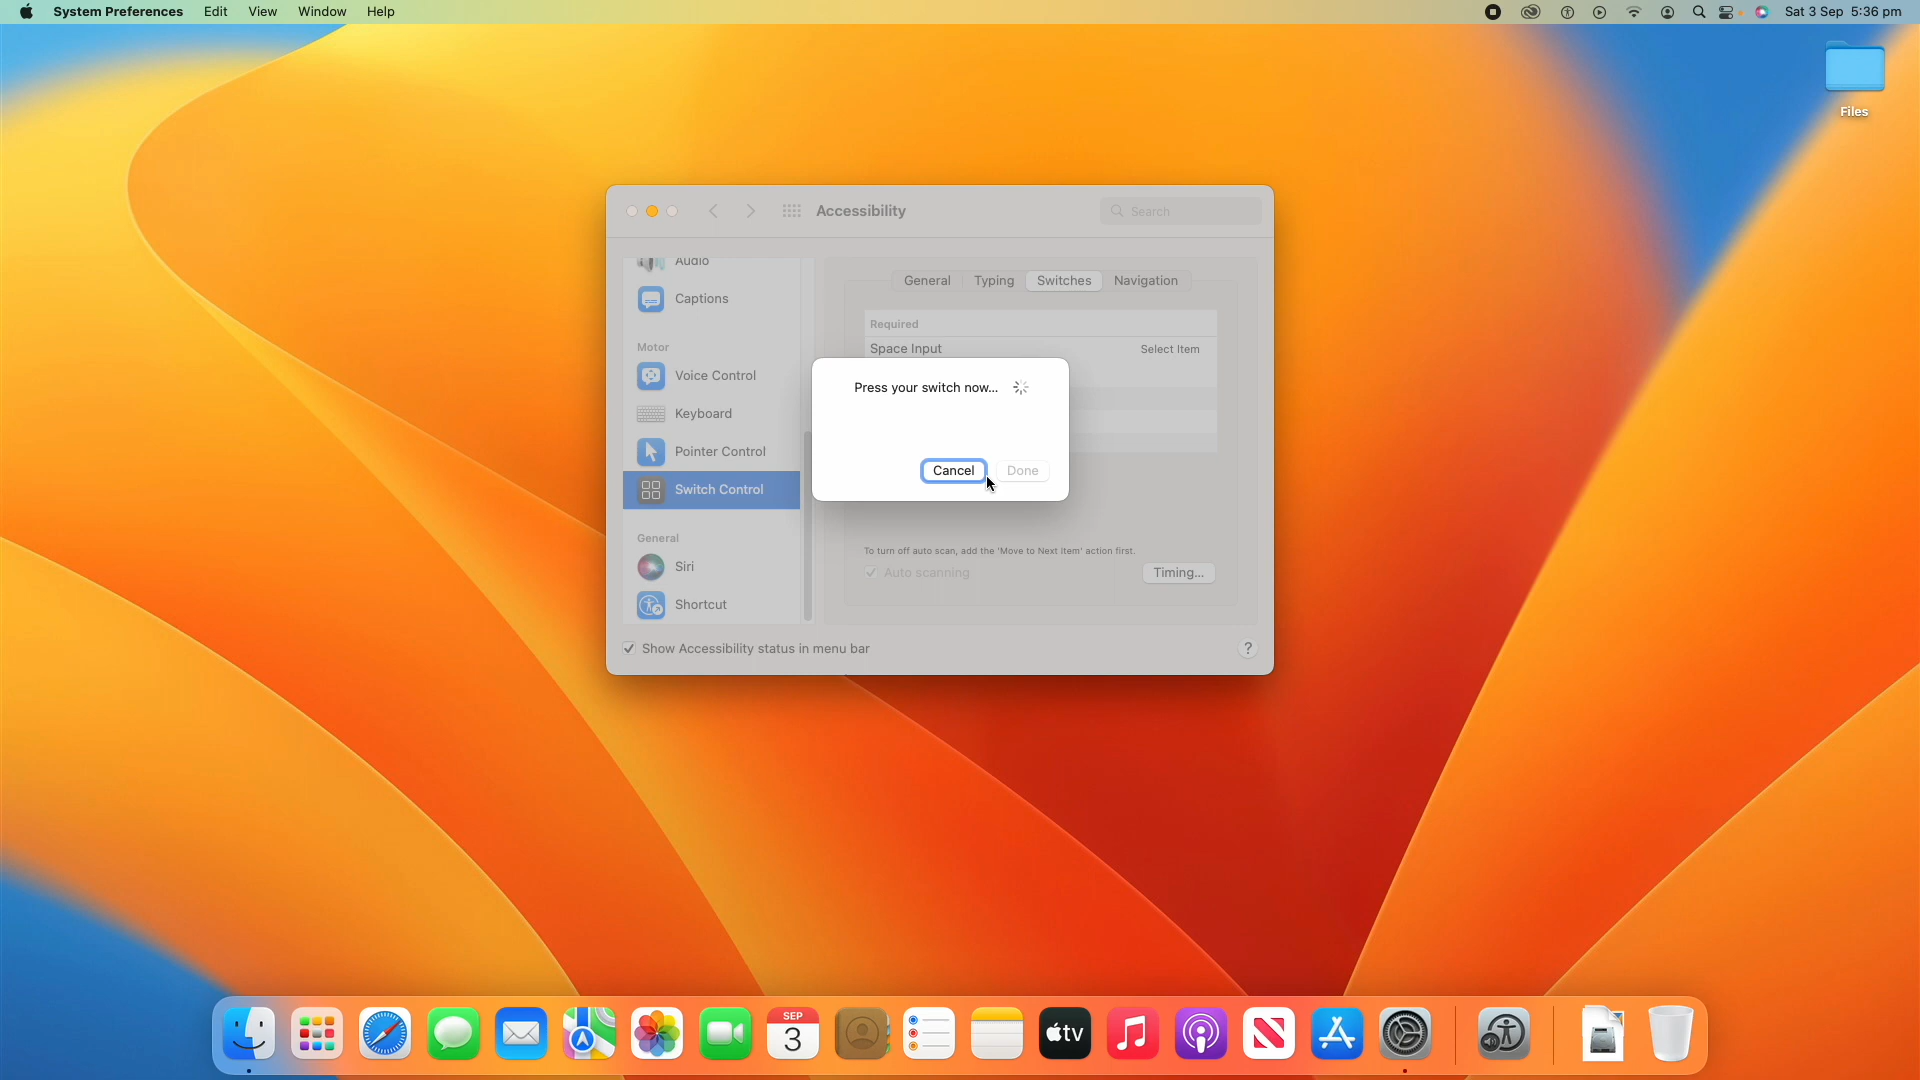 System Preferences Edit View Window Help Sat 3 Sep 5:36 pm
Files
Accessibility Search
Audio
Captions
Motor
Voice Control
Keyboard
Pointer Control
Switch Control
General
Siri
Shortcut
General Typing Switches Navigation
Required
Space Input Select Item
Press your switch now...
Cancel Done
To turn off auto scan, add the 'Move to Next Item' action first.
Auto scanning Timing...
Show Accessibility status in menu bar ?
SEP
3
tv